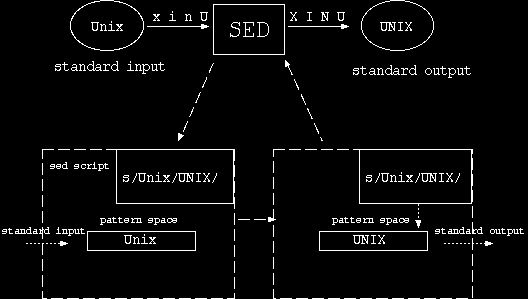 Unix
x i n U
SED
X I N U
UNIX
standard input
standard output
sed script
s/Unix/UNIX/
s/Unix/UNIX/
pattern space
pattern space
standard input
standard output
Unix
UNIX